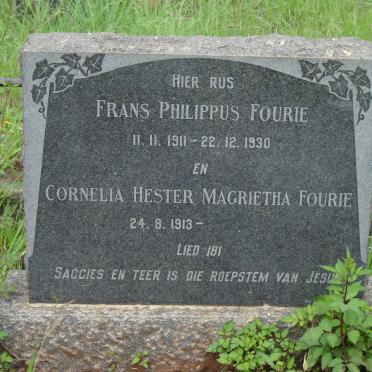 HIER RUS
FRANS PHILIPPUS FOURIE
11. 11. 1911 - 22. 12. 1930
EN
CORNELIA HESTER MAGRIETHA FOURIE
24. 8. 1913 -
LIED 181
SAGGIES EN TEER IS DIE ROEPSTEM VAN JESUS